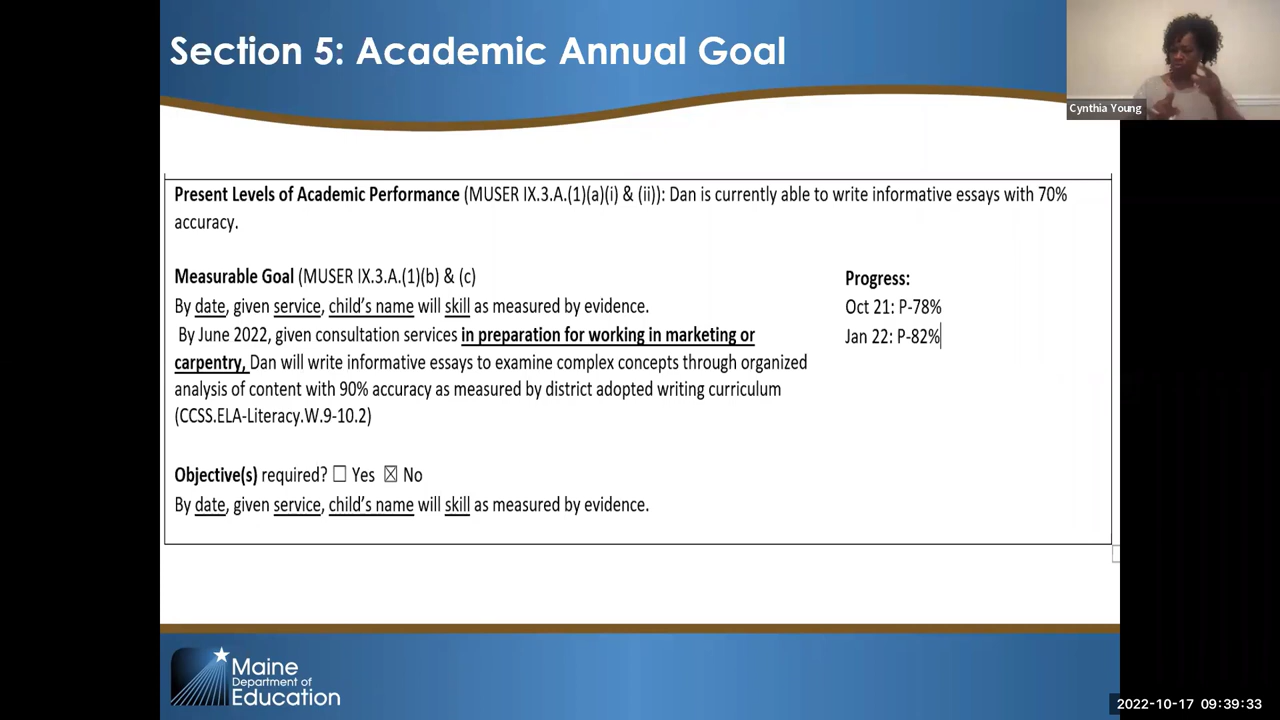 Section 5: Academic Annual Goal
Cynthia Young
Present Levels of Academic Performance (MUSER IX.3.A.(1)(a)(i) & (ii)): Dan is currently able to write informative essays with 70%
accuracy.
Measurable Goal (MUSER IX.3.A.(1)(b) & (c)
By date, given service, child's name will skill as measured by evidence.
By June 2022, given consultation services in preparation for working in marketing or
carpentry, Dan will write informative essays to examine complex concepts through organized
analysis of content with 90% accuracy as measured by district adopted writing curriculum
(CCSS.ELA-Literacy.W.9-10.2)
Progress:
Oct 21: P-78%
Jan 22: P-82%
Objective(s) required? ☐ Yes ☒ No
By date, given service, child's name will skill as measured by evidence.
Maine
Department of
Education
2022-10-17 09:39:33